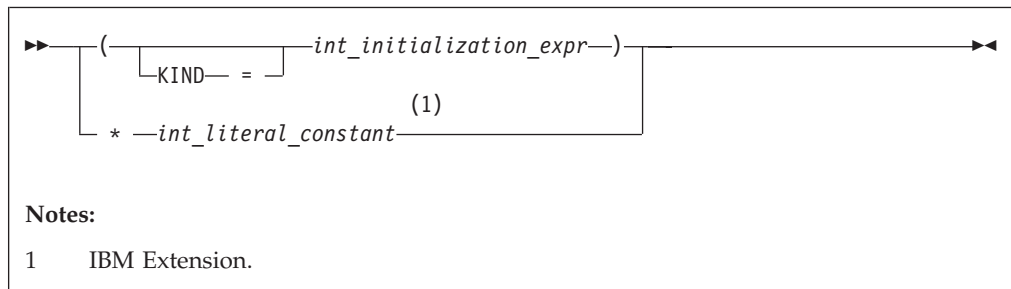 ( int_initialization_expr )
KIND =
(1)
* int_literal_constant
Notes:
1 IBM Extension.